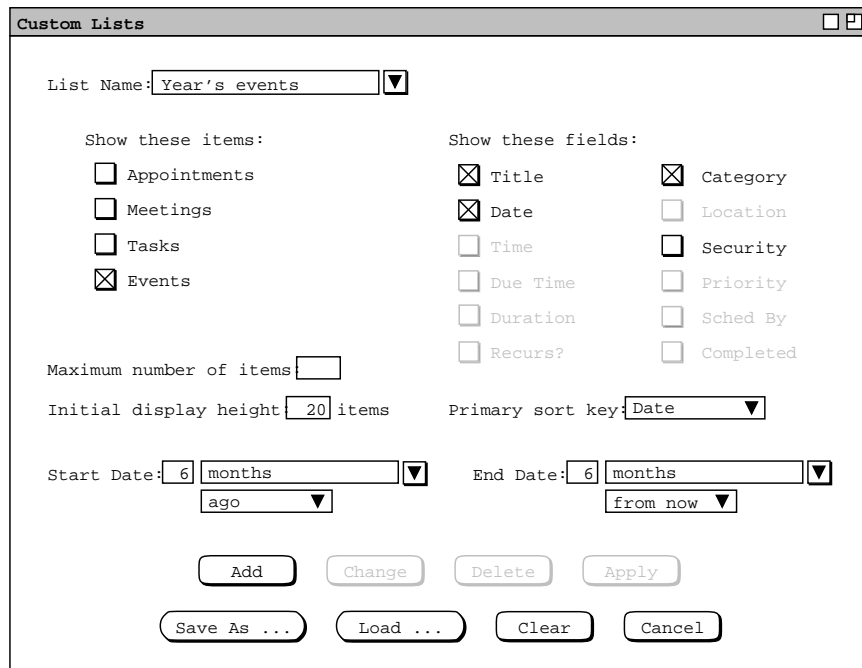 Custom Lists
List Name: Year's events
Show these items: Show these fields:
Appointments Title Category
Meetings Date Location
Tasks Time Security
Events Due Time Priority
Duration Sched By
Recurs? Completed
Maximum number of items:
Initial display height: 20 items Primary sort key: Date
Start Date: 6 months End Date: 6 months
ago from now
Add Change Delete Apply
Save As ... Load ... Clear Cancel